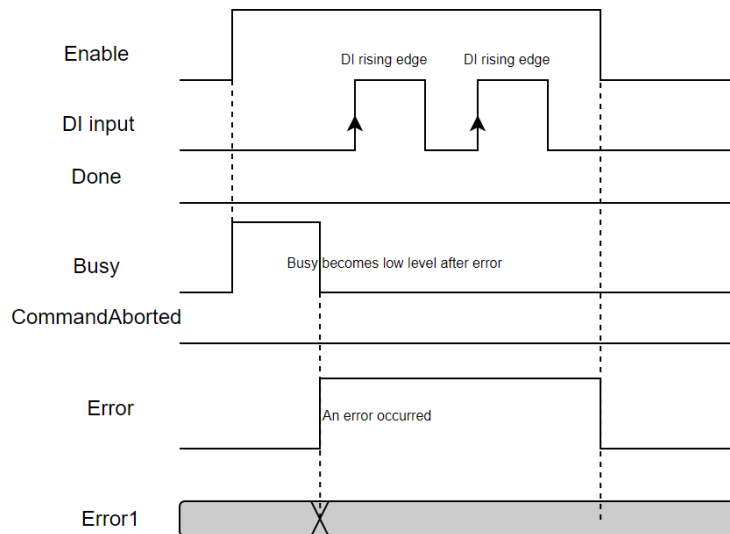 Enable
DI rising edge
DI rising edge
DI input
Done
Busy
Busy becomes low level after error
CommandAborted
Error
An error occurred
Error1